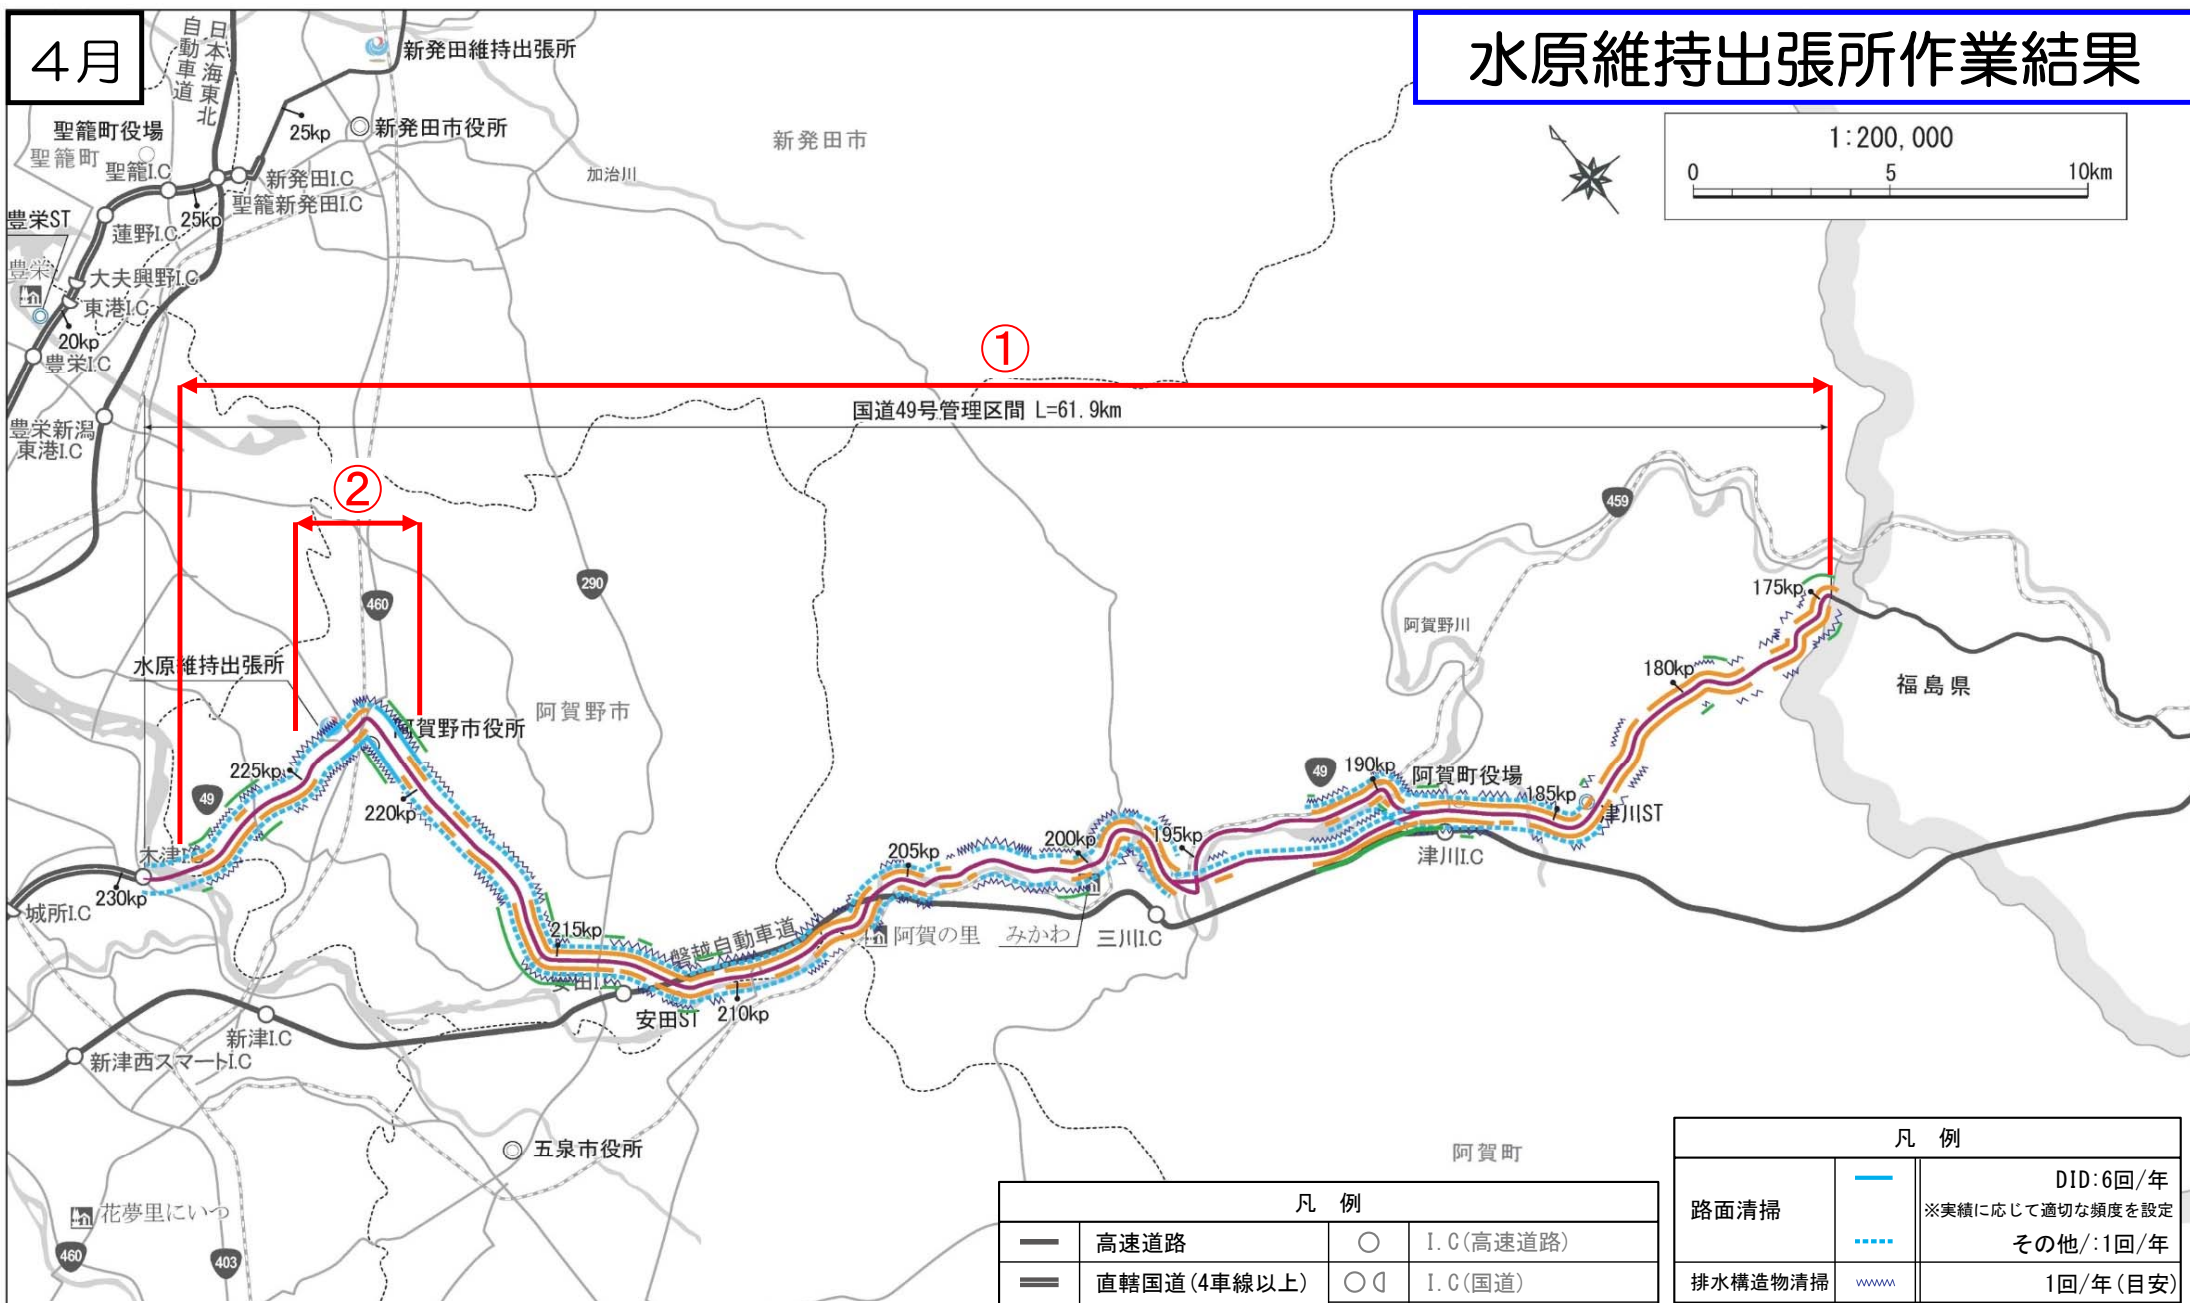 4月
水原維持出張所作業結果
日本海東北
自動車道
新発田維持出張所
聖籠町役場
聖籠町
聖籠I.C
25kp
新発田市役所
新発田市
加治川
新発田I.C
聖籠新発田I.C
25kp
蓮野I.C
豊栄ST
豊栄
大夫興野I.C
東港I.C
20kp
豊栄I.C
豊栄新潟
東港I.C
1:200,000
0 5 10km
①
国道49号管理区間 L=61.9km
②
290
460
459
水原維持出張所
阿賀野市役所
阿賀野市
阿賀野川
175kp
180kp
福島県
225kp
49
220kp
木津I.C
230kp
城所I.C
49
190kp
阿賀町役場
185kp
津川ST
津川I.C
195kp
200kp
205kp
215kp
磐越自動車道
阿賀の里
みかわ
三川I.C
安田I.C
安田ST
210kp
新津I.C
新津西スマートI.C
五泉市役所
花夢里にいつ
460
403
阿賀町
凡 例
高速道路
I.C(高速道路)
直轄国道(4車線以上)
I.C(国道)
凡 例
路面清掃
DID:6回/年
※実績に応じて適切な頻度を設定
その他/:1回/年
排水構造物清掃
1回/年(目安)